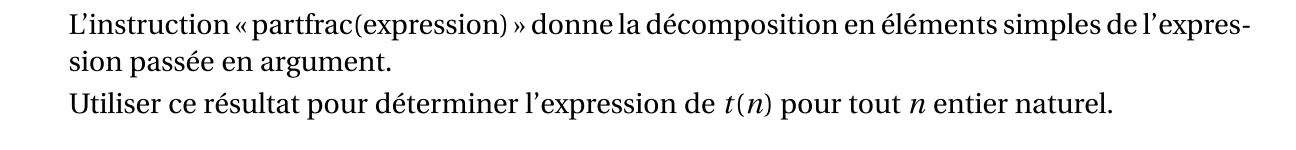 L'instruction « partfrac(expression) » donne la décomposition en éléments simples de l'expres-
sion passée en argument.
Utiliser ce résultat pour déterminer l'expression de t(n) pour tout n entier naturel.